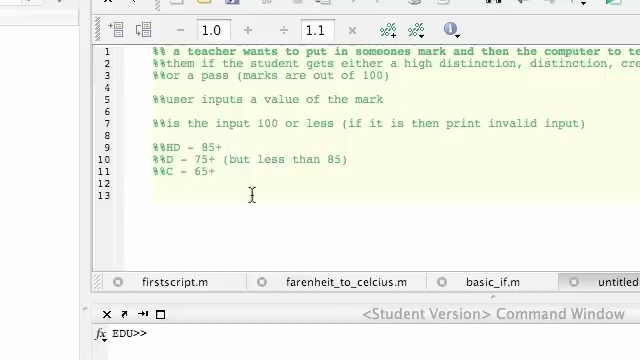 1.0
1.1
1 %% a teacher wants to put in someones mark and then the computer to te
2 %%them if the student gets either a high distinction, distinction, cre
3 %%or a pass (marks are out of 100)
4
5 %%user inputs a value of the mark
6
7 %%is the input 100 or less (if it is then print invalid input)
8
9 %%HD - 85+
10 %%D - 75+ (but less than 85)
11 %%C - 65+
12
13
firstscript.m farenheit_to_celcius.m basic_if.m untitled
<Student Version> Command Window
fx EDU>>